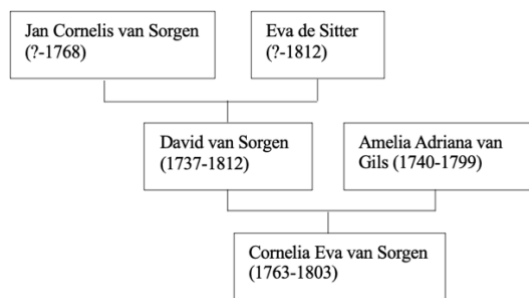 Jan Cornelis van Sorgen
(?-1768)
Eva de Sitter
(?-1812)
David van Sorgen
(1737-1812)
Amelia Adriana van
Gils (1740-1799)
Cornelia Eva van Sorgen
(1763-1803)